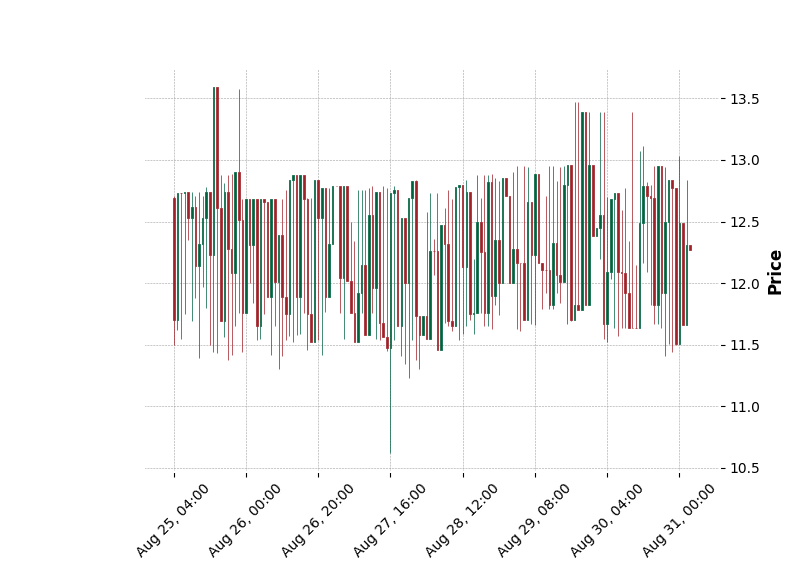 13.5
13.0
12.5
12.0
11.5
11.0
10.5
Price
Aug 25, 04:00
Aug 26, 00:00
Aug 26, 20:00
Aug 27, 16:00
Aug 28, 12:00
Aug 29, 08:00
Aug 30, 04:00
Aug 31, 00:00